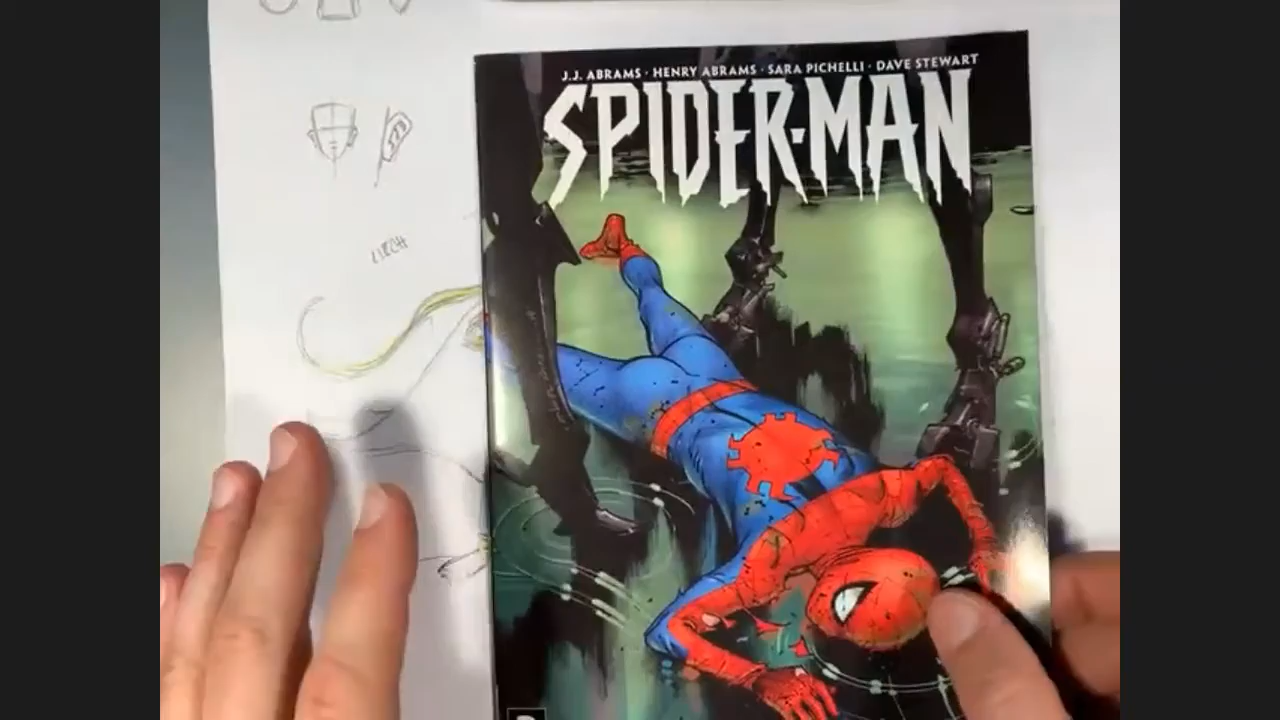 J.J. ABRAMS · HENRY ABRAMS · SARA PICHELLI · DAVE STEWART
SPIDER-MAN